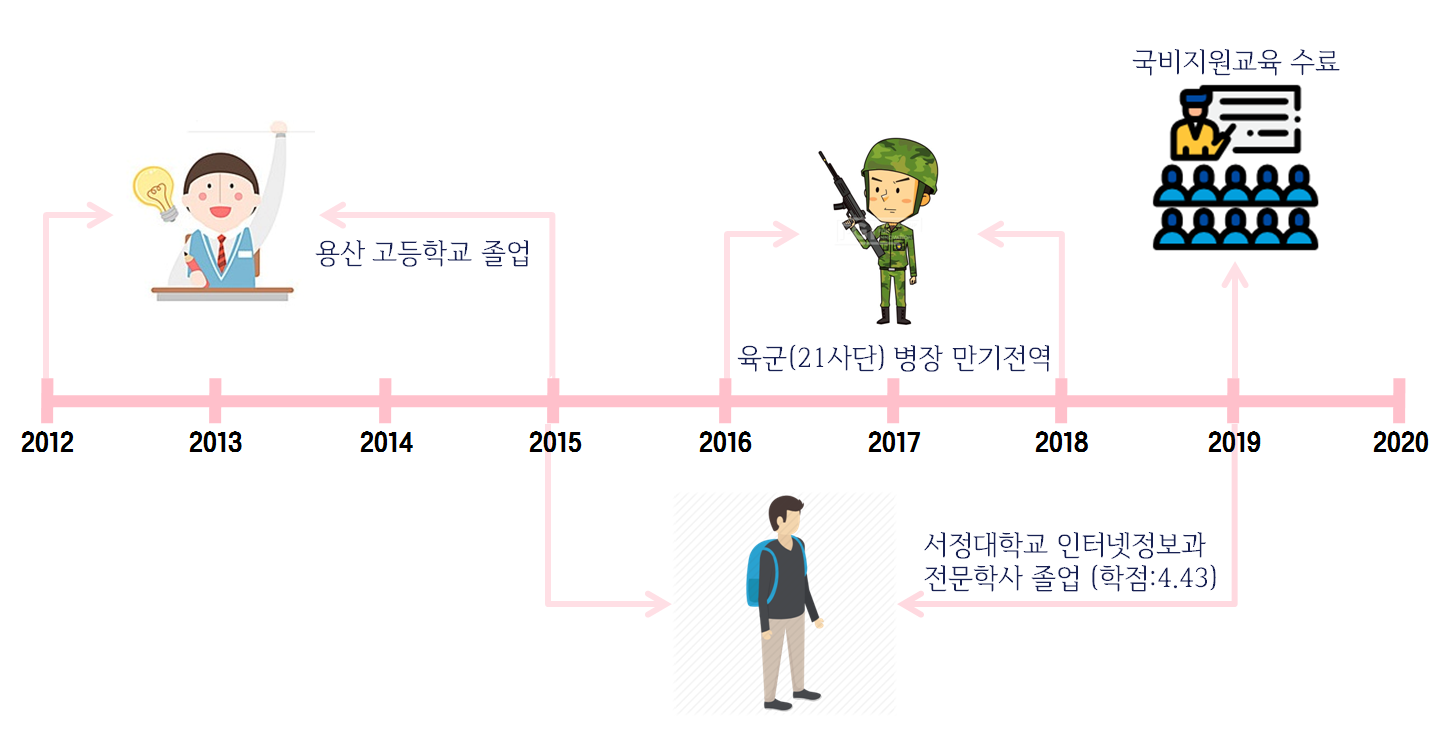 국비지원교육 수료
용산 고등학교 졸업
육군(21사단) 병장 만기전역
2012 2013 2014 2015 2016 2017 2018 2019 2020
서정대학교 인터넷정보과
전문학사 졸업 (학점:4.43)